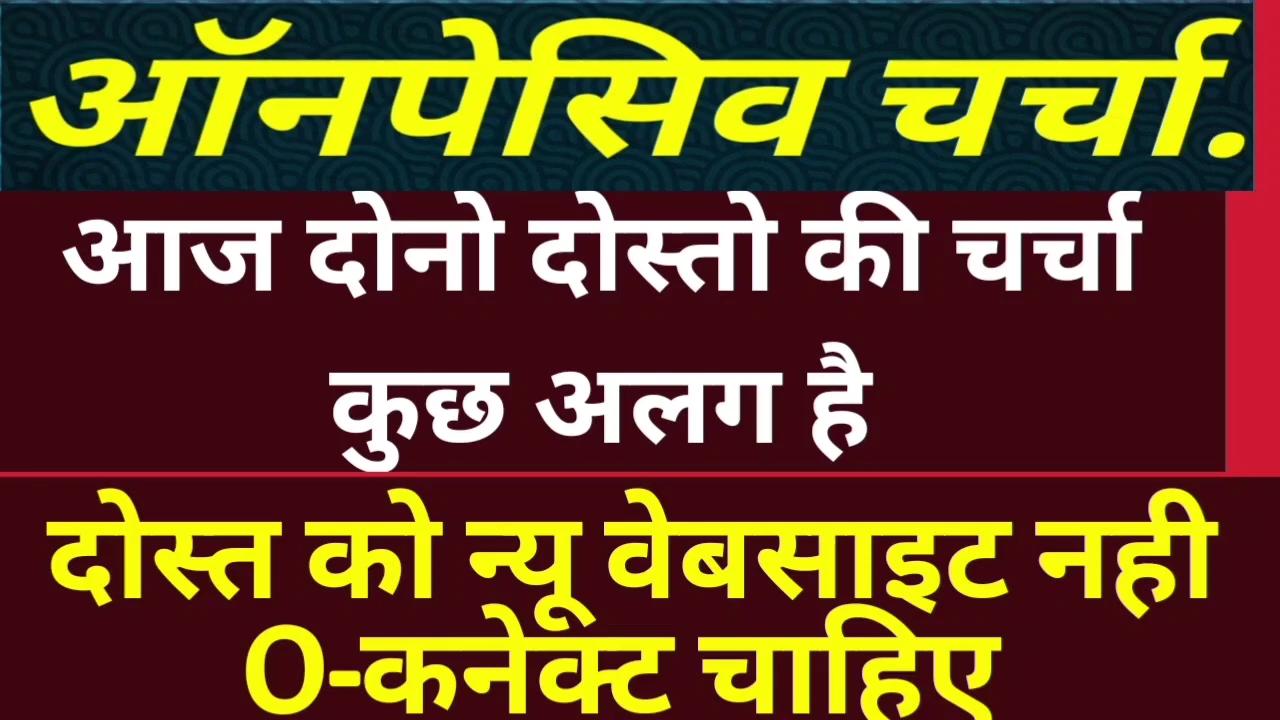 ऑनपेसिव चर्चा.
आज दोनो दोस्तो की चर्चा
कुछ अलग है
दोस्त को न्यू वेबसाइट नही
O-कनेक्ट चाहिए